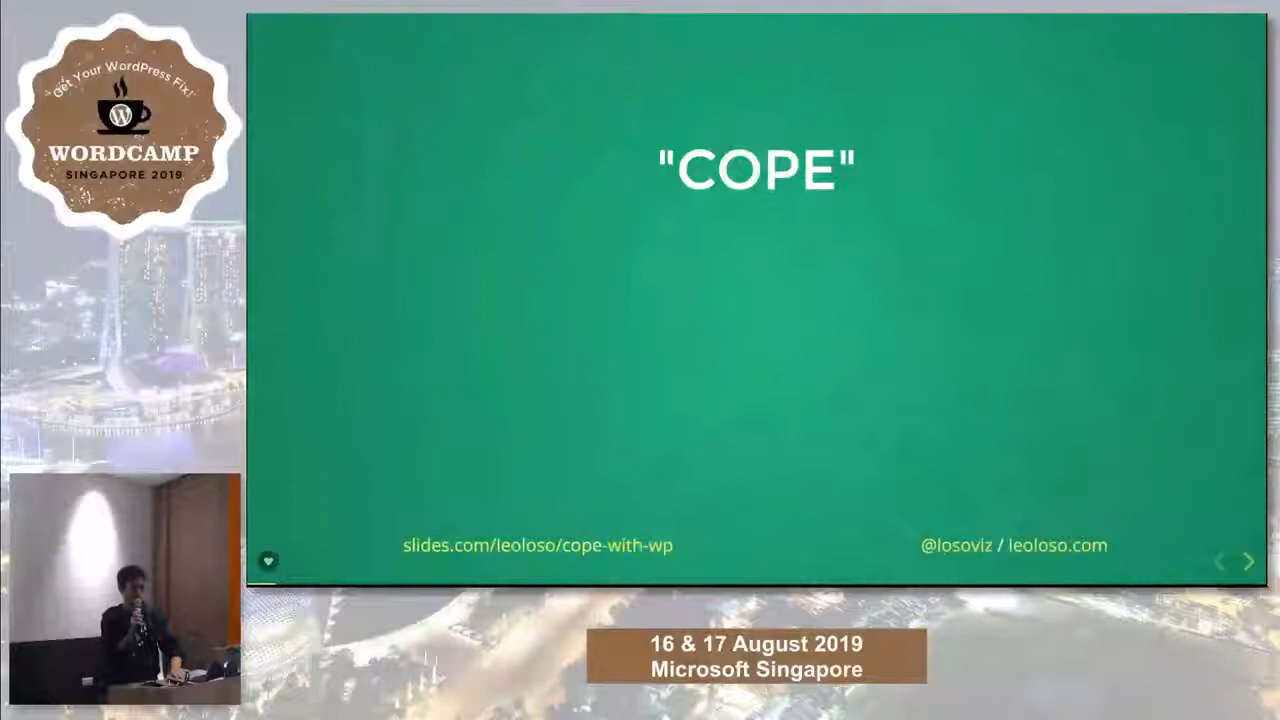 "Get Your WordPress Fix!"
WORDCAMP
SINGAPORE 2019
"COPE"
slides.com/leoloso/cope-with-wp
@losoviz / leoloso.com
16 & 17 August 2019
Microsoft Singapore